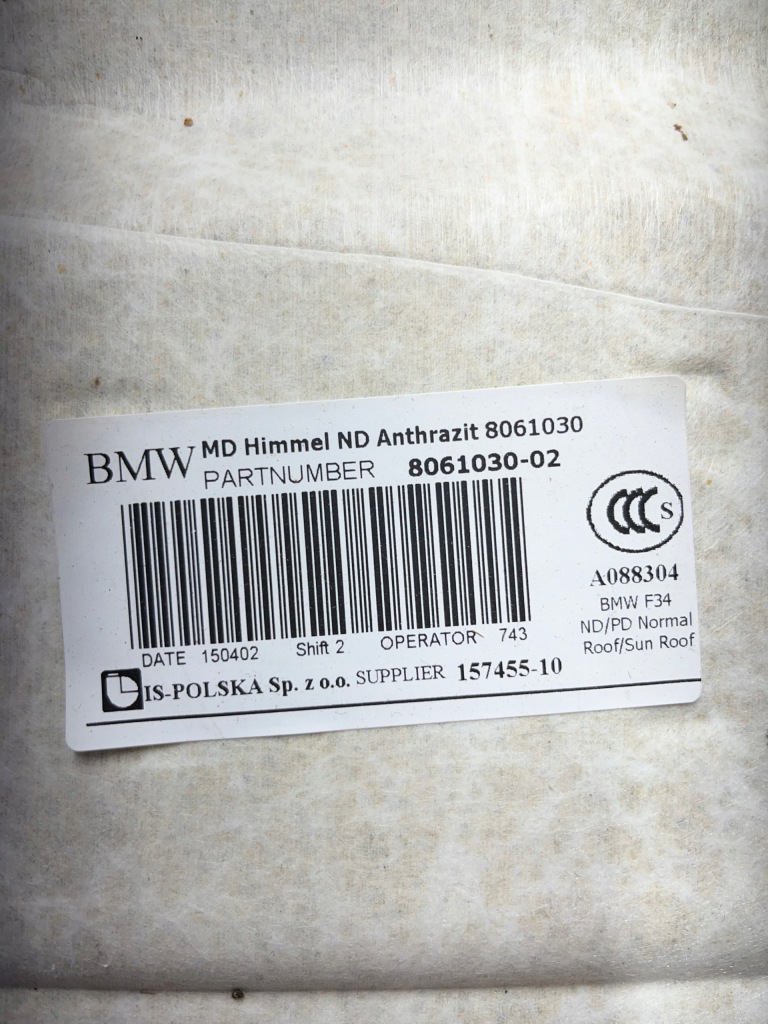 BMW MD Himmel ND Anthrazit 8061030
PARTNUMBER 8061030-02
S
A088304
BMW F34
ND/PD Normal
Roof/Sun Roof
DATE 150402 Shift 2 OPERATOR 743
IS-POLSKA Sp. z o.o. SUPPLIER 157455-10